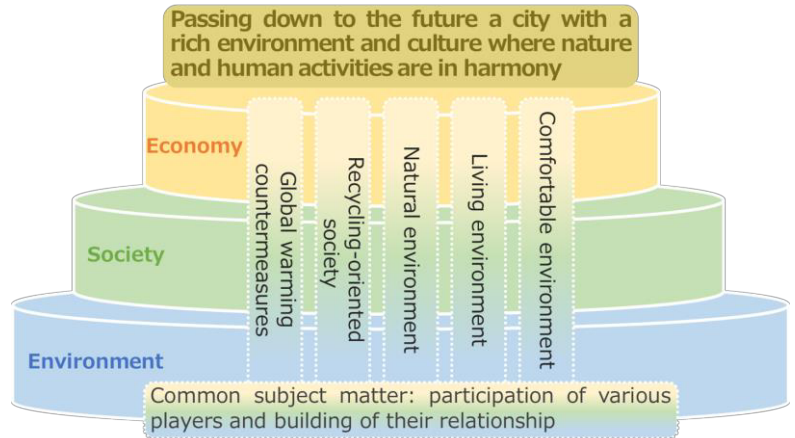 Passing down to the future a city with a
rich environment and culture where nature
and human activities are in harmony
Economy
Society
Environment
Global warming
countermeasures
Recycling-oriented
society
Natural environment
Living environment
Comfortable environment
Common subject matter: participation of various
players and building of their relationship